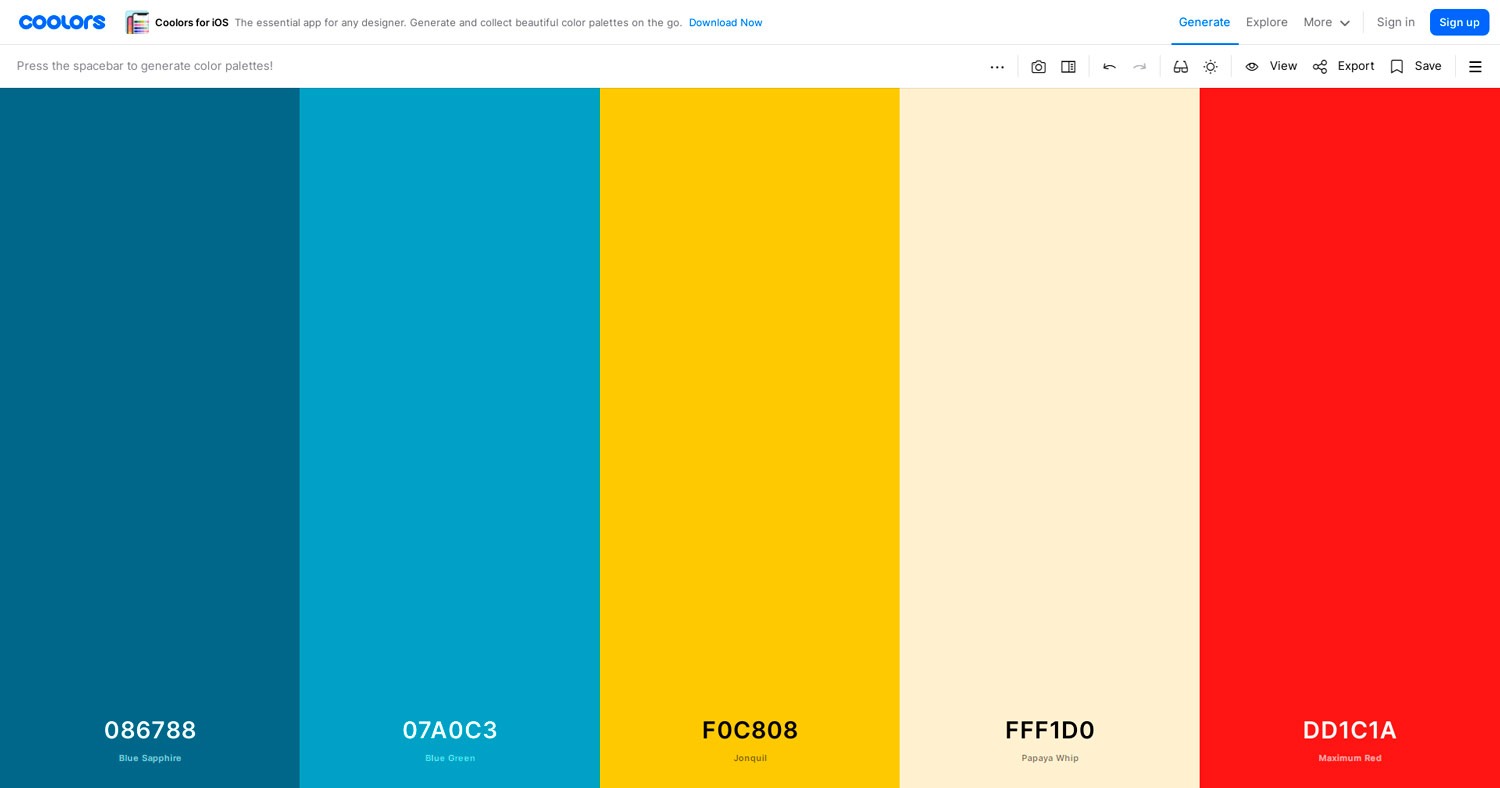 coolors
Coolors for iOS The essential app for any designer. Generate and collect beautiful color palettes on the go. Download Now
Generate Explore More Sign in Sign up
Press the spacebar to generate color palettes!
View Export Save
086788
Blue Sapphire
07A0C3
Blue Green
F0C808
Jonquil
FFF1D0
Papaya Whip
DD1C1A
Maximum Red